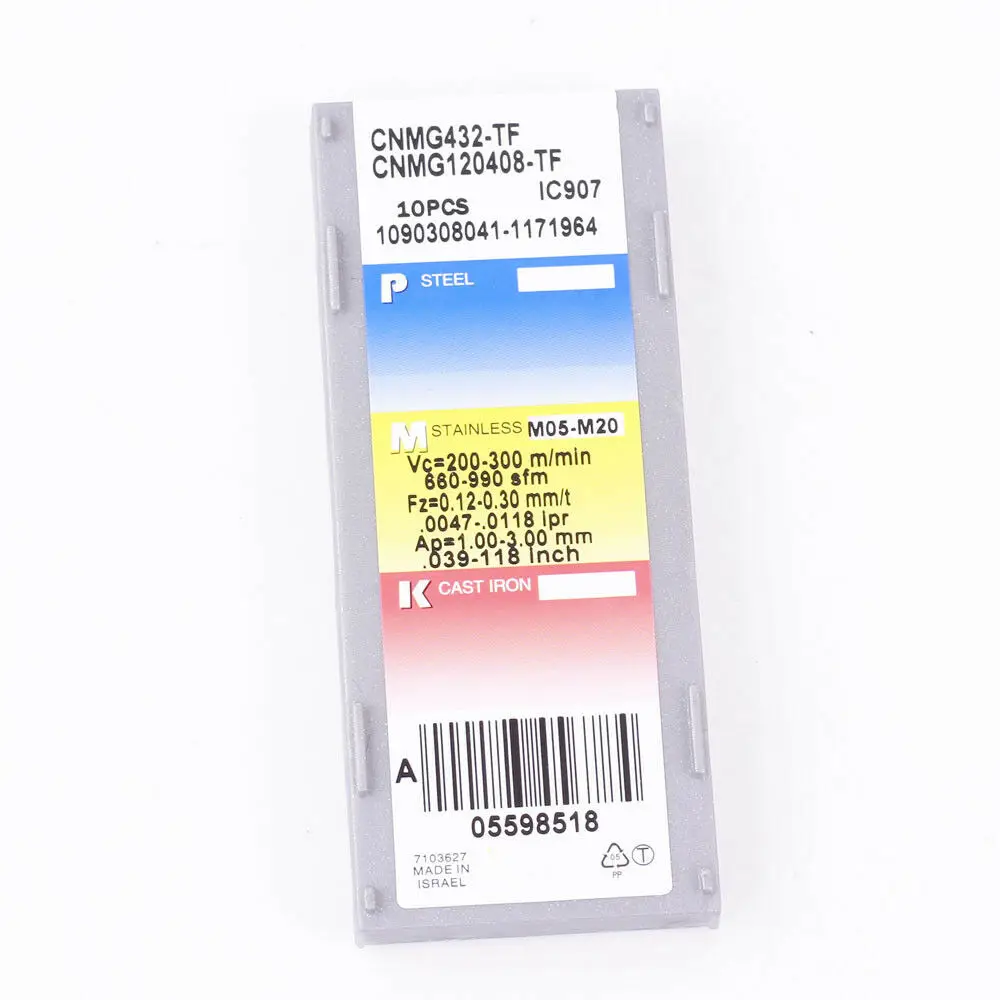 CNMG432-TF
CNMG120408-TF
IC907
10PCS
1090308041-1171964
P STEEL
M STAINLESS M05-M20
Vc=200-300 m/min
660-990 sfm
Fz=0.12-0.30 mm/t
.0047-.0118 ipr
Ap=1.00-3.00 mm
.039-118 inch
K CAST IRON
A
05598518
7103627
MADE IN
ISRAEL
05
PP
T